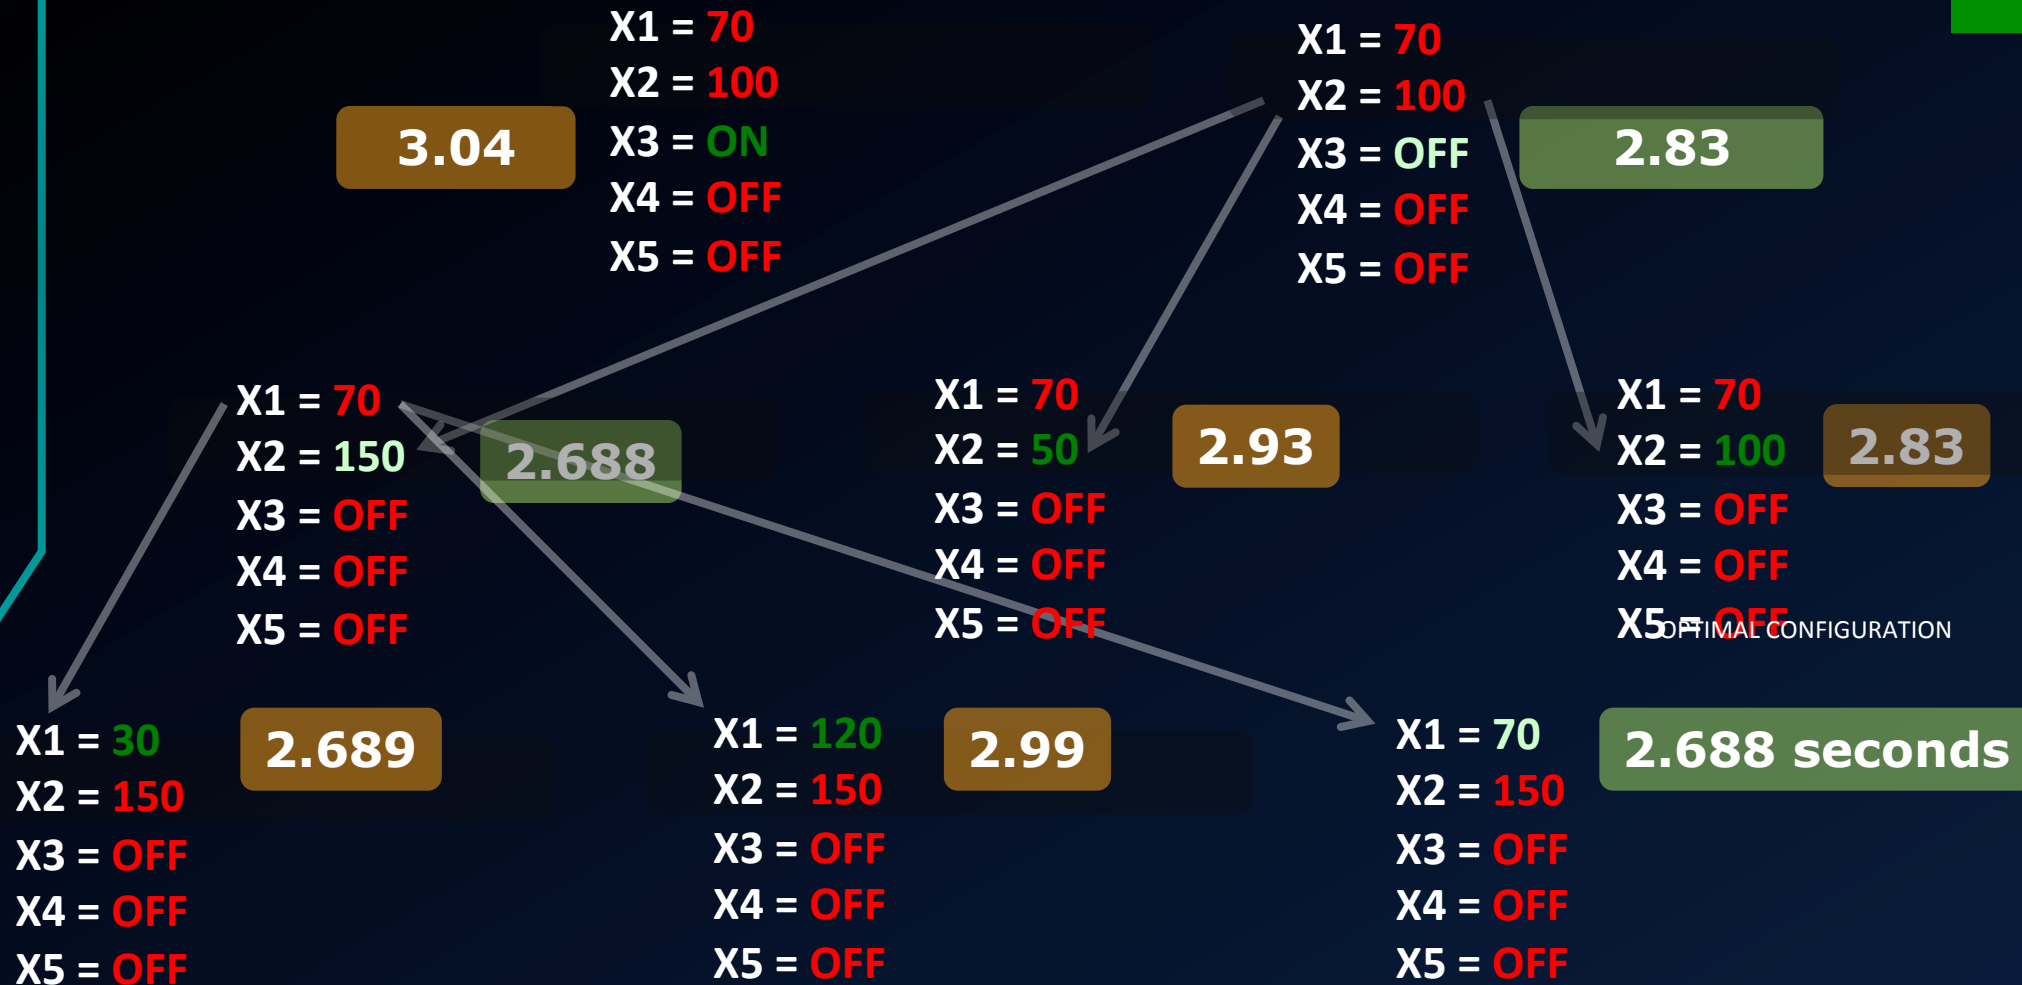 X1 = 70
X2 = 100
X3 = ON
X4 = OFF
X5 = OFF
3.04
X1 = 70
X2 = 100
X3 = OFF
X4 = OFF
X5 = OFF
2.83
X1 = 70
X2 = 150
X3 = OFF
X4 = OFF
X5 = OFF
2.688
X1 = 70
X2 = 50
X3 = OFF
X4 = OFF
X5 = OFF
2.93
X1 = 70
X2 = 100
X3 = OFF
X4 = OFF
X5 = OFF
2.83
OPTIMAL CONFIGURATION
X1 = 30
X2 = 150
X3 = OFF
X4 = OFF
X5 = OFF
2.689
X1 = 120
X2 = 150
X3 = OFF
X4 = OFF
X5 = OFF
2.99
X1 = 70
X2 = 150
X3 = OFF
X4 = OFF
X5 = OFF
2.688 seconds